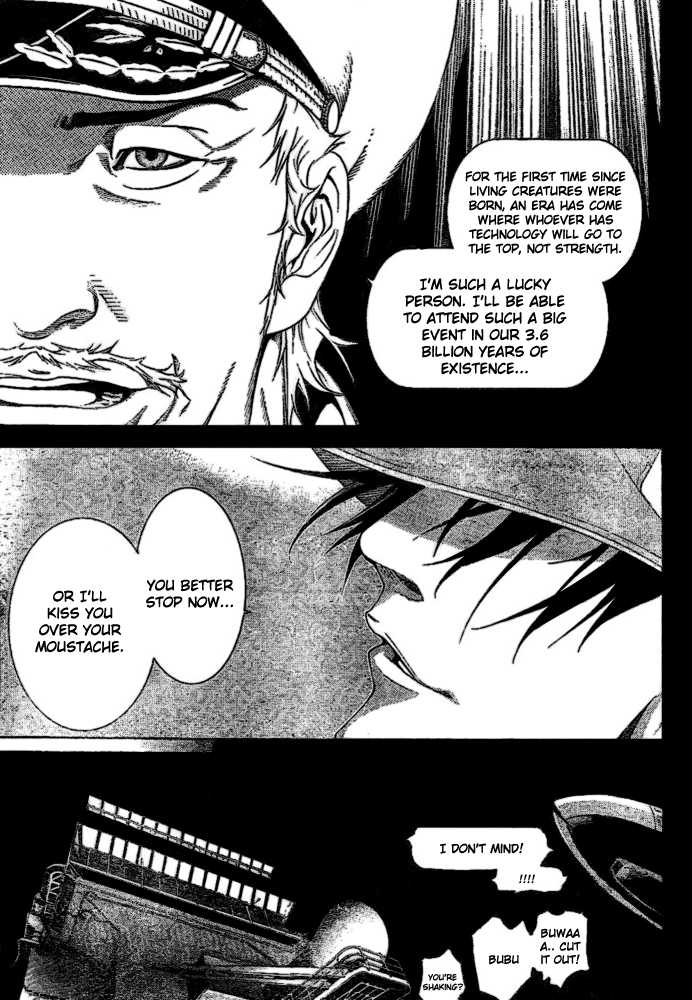 FOR THE FIRST TIME SINCE
LIVING CREATURES WERE
BORN, AN ERA HAS COME
WHERE WHOEVER HAS
TECHNOLOGY WILL GO TO
THE TOP, NOT STRENGTH.
I'M SUCH A LUCKY
PERSON. I'LL BE ABLE
TO ATTEND SUCH A BIG
EVENT IN OUR 3.6
BILLION YEARS OF
EXISTENCE...
YOU BETTER
STOP NOW...
OR I'LL
KISS YOU
OVER YOUR
MOUSTACHE.
I DON'T MIND!
!!!!
BUWAA
A.. CUT
IT OUT!
BUBU
YOU'RE
SHAKING?